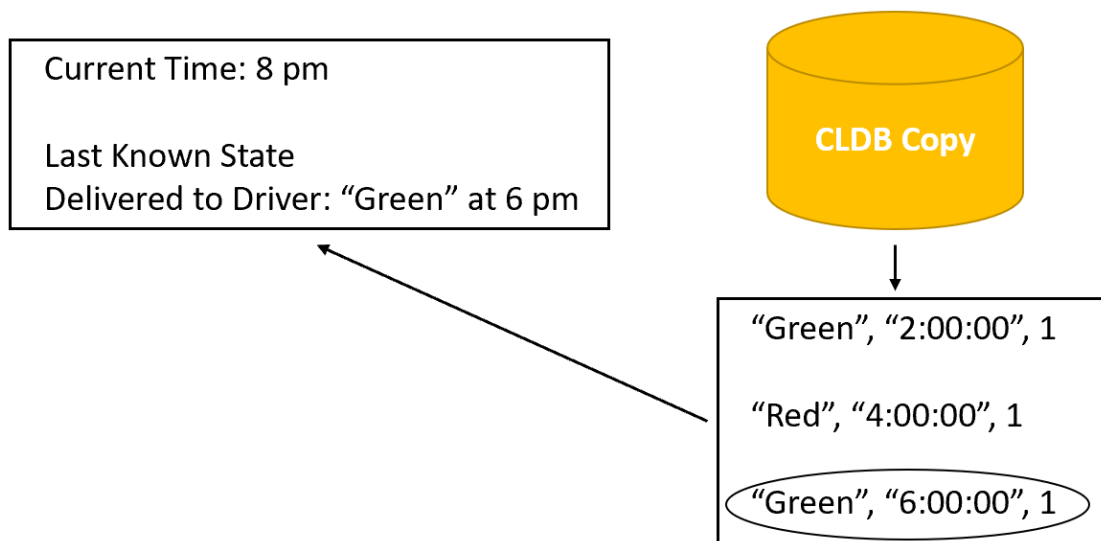 Current Time: 8 pm
Last Known State
Delivered to Driver: “Green” at 6 pm
CLDB Copy
“Green”, “2:00:00”, 1
“Red”, “4:00:00”, 1
“Green”, “6:00:00”, 1